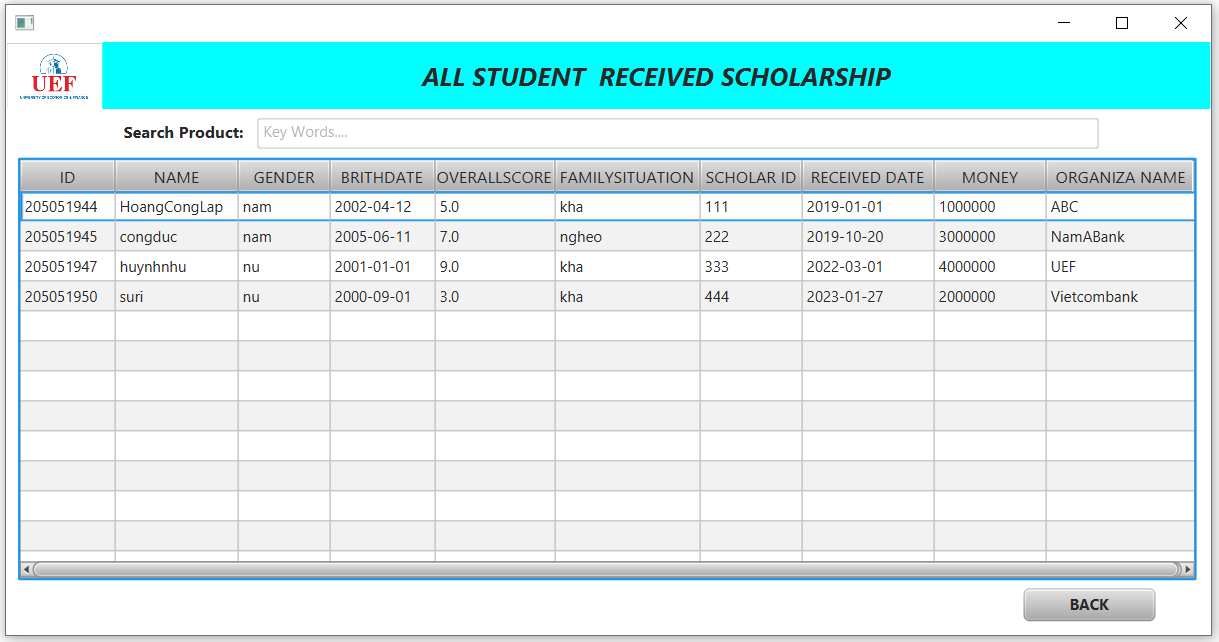 UEF
UNIVERSITY OF ECONOMICS & FINANCE
ALL STUDENT RECEIVED SCHOLARSHIP
Search Product: Key Words....
ID NAME GENDER BRITHDATE OVERALLSCORE FAMILYSITUATION SCHOLAR ID RECEIVED DATE MONEY ORGANIZA NAME
205051944 HoangCongLap nam 2002-04-12 5.0 kha 111 2019-01-01 1000000 ABC
205051945 congduc nam 2005-06-11 7.0 ngheo 222 2019-10-20 3000000 NamABank
205051947 huynhnhu nu 2001-01-01 9.0 kha 333 2022-03-01 4000000 UEF
205051950 suri nu 2000-09-01 3.0 kha 444 2023-01-27 2000000 Vietcombank
BACK